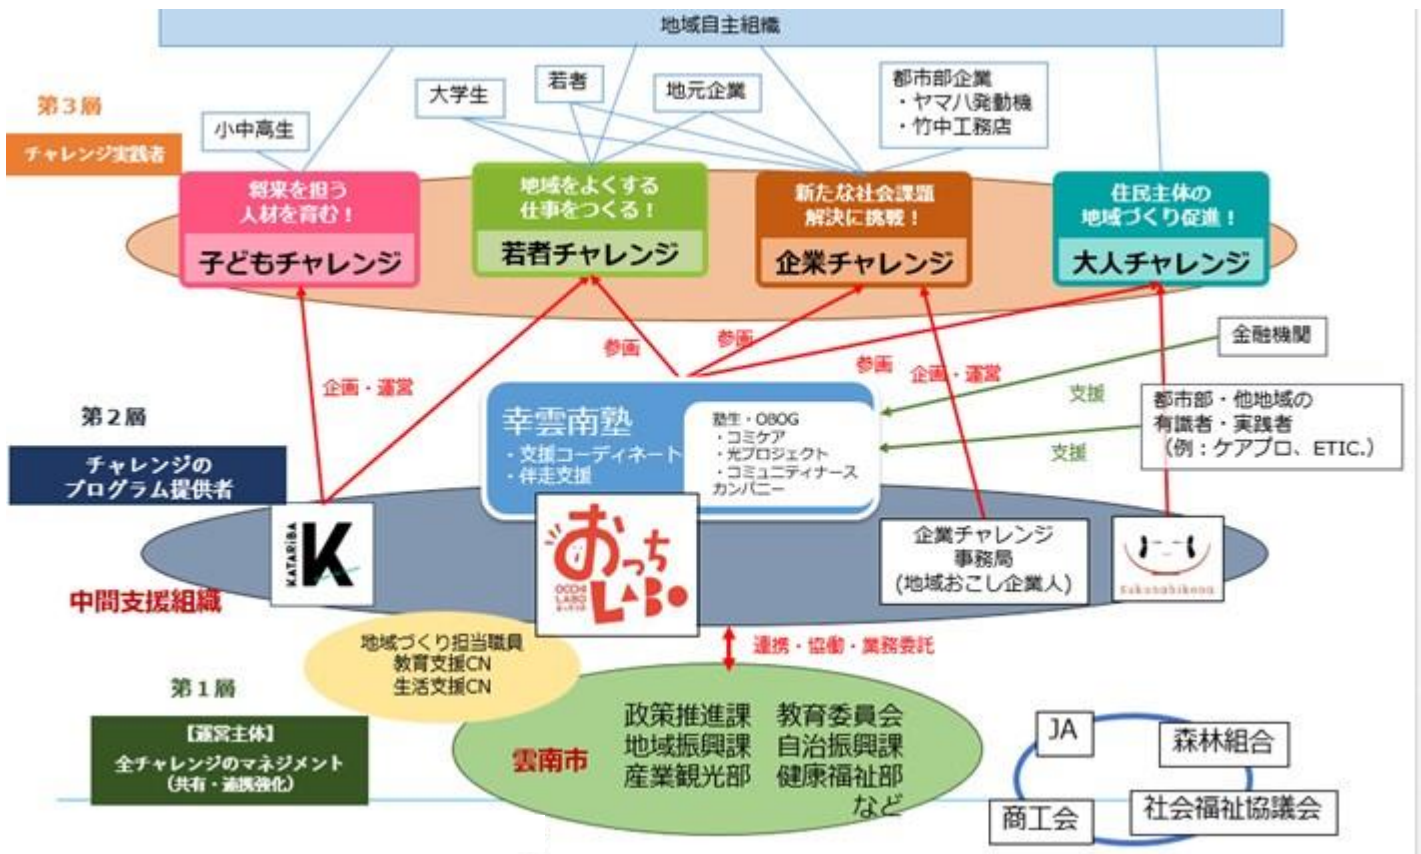 地域自主組織
第3層
チャレンジ実践者
小中高生
大学生
若者
地元企業
都市部企業
・ヤマハ発動機
・竹中工務店
将来を担う
人材を育む！
子どもチャレンジ
地域をよくする
仕事をつくる！
若者チャレンジ
新たな社会課題
解決に挑戦！
企業チャレンジ
住民主体の
地域づくり促進！
大人チャレンジ
企画・運営
参画
参画
参画
企画・運営
金融機関
支援
支援
都市部・他地域の
有識者・実践者
（例：ケアプロ、ETIC.）
第2層
チャレンジの
プログラム提供者
幸雲南塾
・支援コーディネート
・伴走支援
塾生・OBOG
・コミケア
・光プロジェクト
・コミュニティナース
カンパニー
KATARiBA
K
おっち
LABO
OCCHI
LABO
企業チャレンジ
事務局
(地域おこし企業人)
Sukunahikona
中間支援組織
地域づくり担当職員
教育支援CN
生活支援CN
連携・協働・業務委託
第1層
【運営主体】
全チャレンジのマネジメント
（共有・連携強化）
雲南市
政策推進課 教育委員会
地域振興課 自治振興課
産業観光部 健康福祉部
など
JA
森林組合
商工会
社会福祉協議会